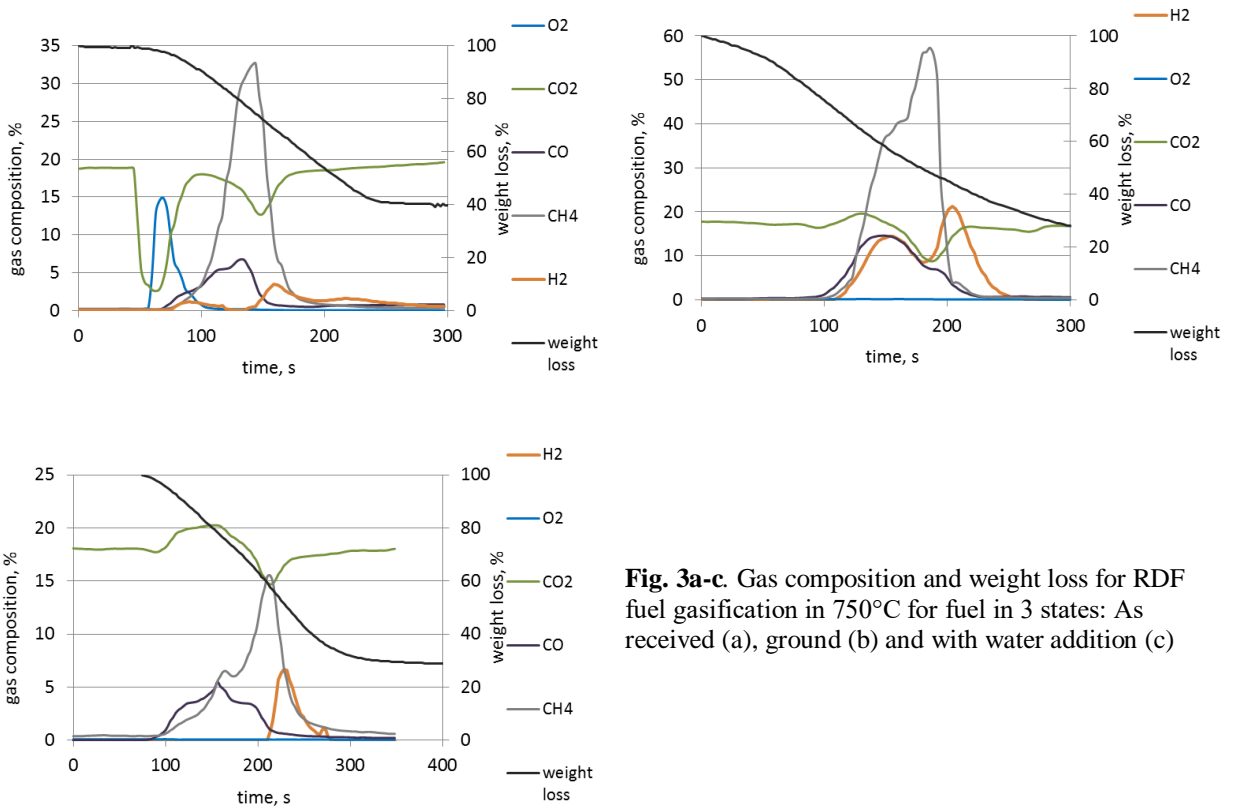 O2
CO2
CO
CH4
H2
weight
loss
gas composition, %
35
30
25
20
15
10
5
0
weight loss, %
100
80
60
40
20
0
0 100 200 300
time, s
H2
O2
CO2
CO
CH4
weight
loss
gas composition, %
60
50
40
30
20
10
0
weight loss, %
100
80
60
40
20
0
0 100 200 300
time, s
H2
O2
CO2
CO
CH4
weight
loss
gas composition, %
25
20
15
10
5
0
weight loss, %
100
80
60
40
20
0
0 100 200 300 400
time, s
Fig. 3a-c. Gas composition and weight loss for RDF
fuel gasification in 750°C for fuel in 3 states: As
received (a), ground (b) and with water addition (c)